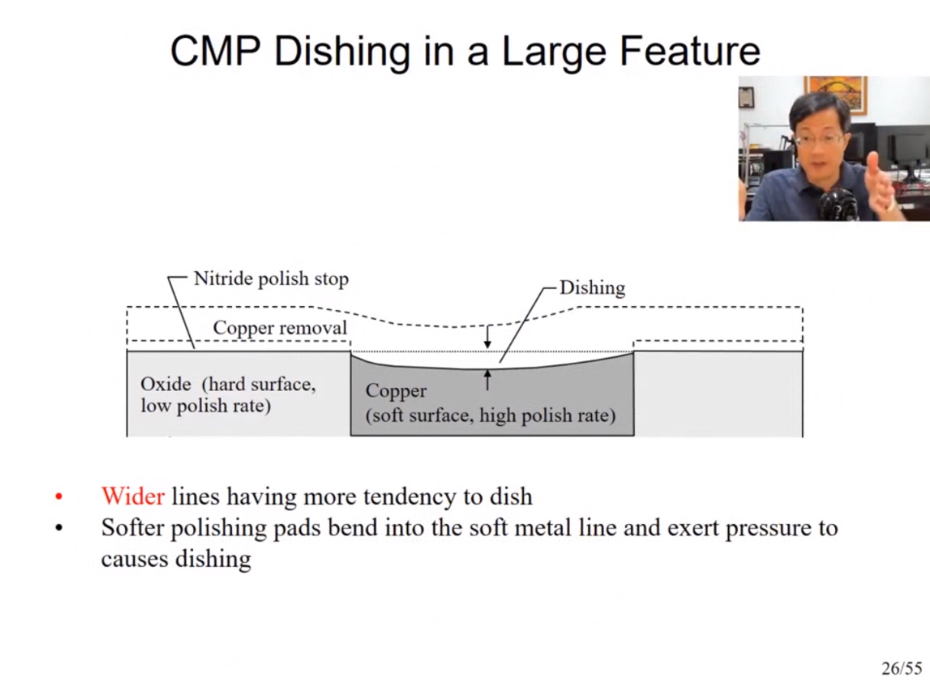 CMP Dishing in a Large Feature
Nitride polish stop
Dishing
Copper removal
Oxide (hard surface,
low polish rate)
Copper
(soft surface, high polish rate)
• Wider lines having more tendency to dish
• Softer polishing pads bend into the soft metal line and exert pressure to
causes dishing
26/55